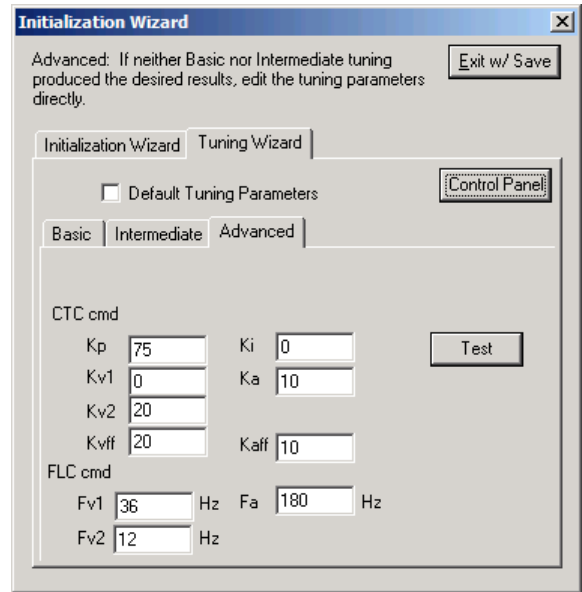 Initialization Wizard
Advanced: If neither Basic nor Intermediate tuning
produced the desired results, edit the tuning parameters
directly.
Exit w/ Save
Initialization Wizard Tuning Wizard
Default Tuning Parameters
Control Panel
Basic Intermediate Advanced
CTC cmd
Kp 75 Ki 0
Test
Kv1 0 Ka 10
Kv2 20
Kvff 20 Kaff 10
FLC cmd
Fv1 36 Hz Fa 180 Hz
Fv2 12 Hz